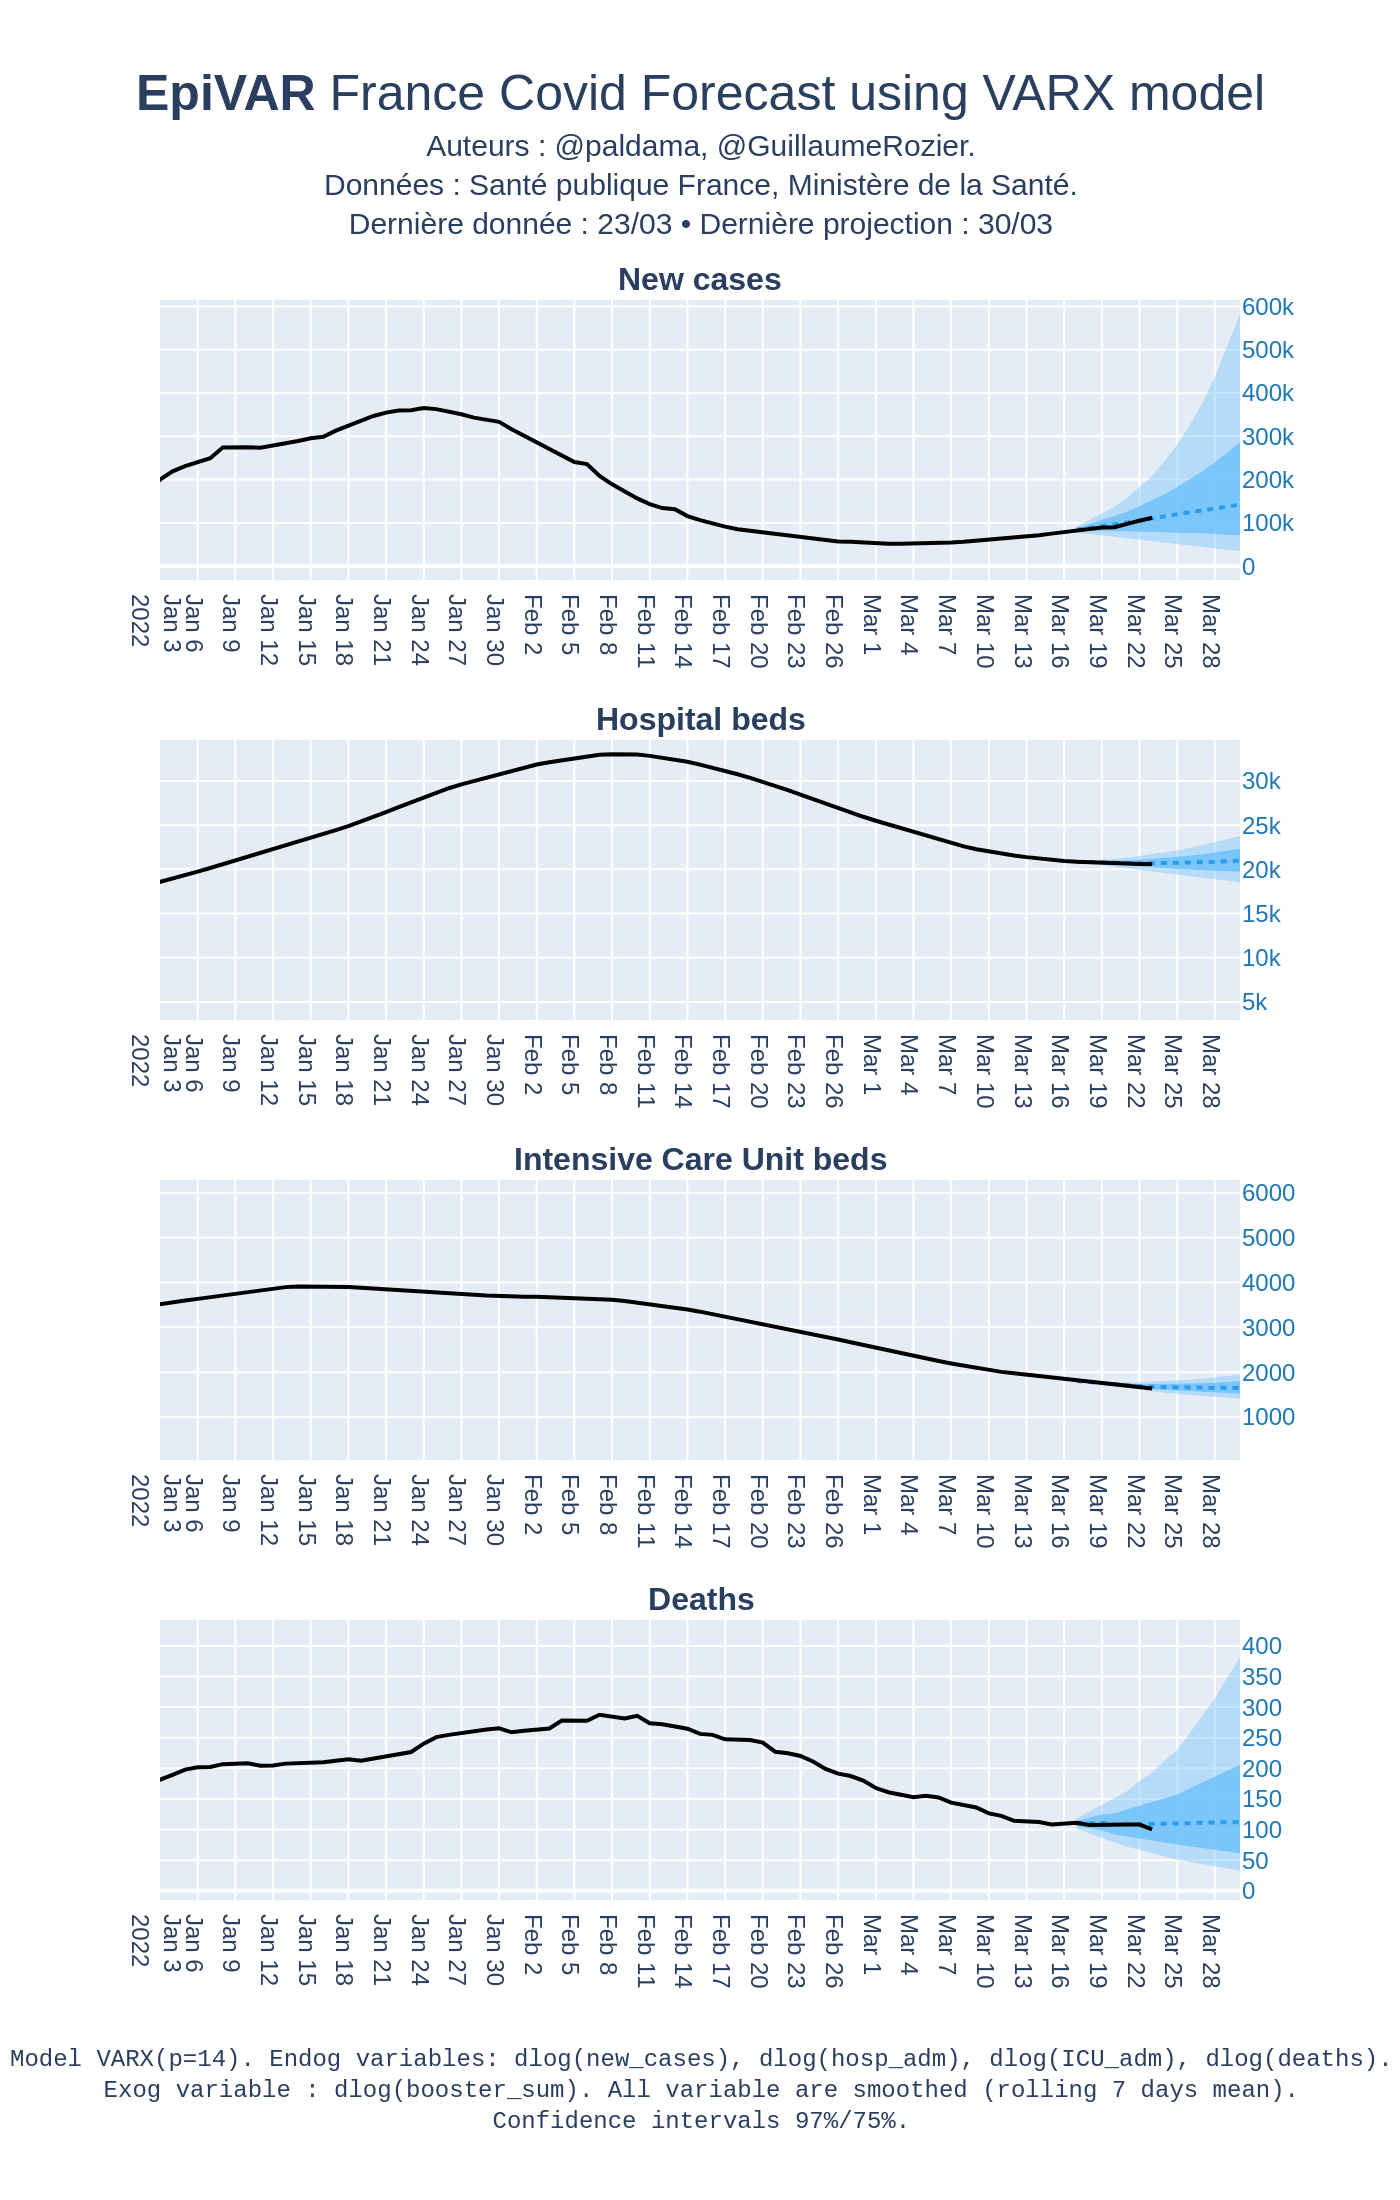 EpiVAR France Covid Forecast using VARX model
Auteurs : @paldama, @GuillaumeRozier.
Données : Santé publique France, Ministère de la Santé.
Dernière donnée : 23/03 • Dernière projection : 30/03
New cases
600k
500k
400k
300k
200k
100k
0
Jan 3
2022
Jan 6
Jan 9
Jan 12
Jan 15
Jan 18
Jan 21
Jan 24
Jan 27
Jan 30
Feb 2
Feb 5
Feb 8
Feb 11
Feb 14
Feb 17
Feb 20
Feb 23
Feb 26
Mar 1
Mar 4
Mar 7
Mar 10
Mar 13
Mar 16
Mar 19
Mar 22
Mar 25
Mar 28
Hospital beds
30k
25k
20k
15k
10k
5k
Jan 3
2022
Jan 6
Jan 9
Jan 12
Jan 15
Jan 18
Jan 21
Jan 24
Jan 27
Jan 30
Feb 2
Feb 5
Feb 8
Feb 11
Feb 14
Feb 17
Feb 20
Feb 23
Feb 26
Mar 1
Mar 4
Mar 7
Mar 10
Mar 13
Mar 16
Mar 19
Mar 22
Mar 25
Mar 28
Intensive Care Unit beds
6000
5000
4000
3000
2000
1000
Jan 3
2022
Jan 6
Jan 9
Jan 12
Jan 15
Jan 18
Jan 21
Jan 24
Jan 27
Jan 30
Feb 2
Feb 5
Feb 8
Feb 11
Feb 14
Feb 17
Feb 20
Feb 23
Feb 26
Mar 1
Mar 4
Mar 7
Mar 10
Mar 13
Mar 16
Mar 19
Mar 22
Mar 25
Mar 28
Deaths
400
350
300
250
200
150
100
50
0
Jan 3
2022
Jan 6
Jan 9
Jan 12
Jan 15
Jan 18
Jan 21
Jan 24
Jan 27
Jan 30
Feb 2
Feb 5
Feb 8
Feb 11
Feb 14
Feb 17
Feb 20
Feb 23
Feb 26
Mar 1
Mar 4
Mar 7
Mar 10
Mar 13
Mar 16
Mar 19
Mar 22
Mar 25
Mar 28
Model VARX(p=14). Endog variables: dlog(new_cases), dlog(hosp_adm), dlog(ICU_adm), dlog(deaths).
Exog variable : dlog(booster_sum). All variable are smoothed (rolling 7 days mean).
Confidence intervals 97%/75%.